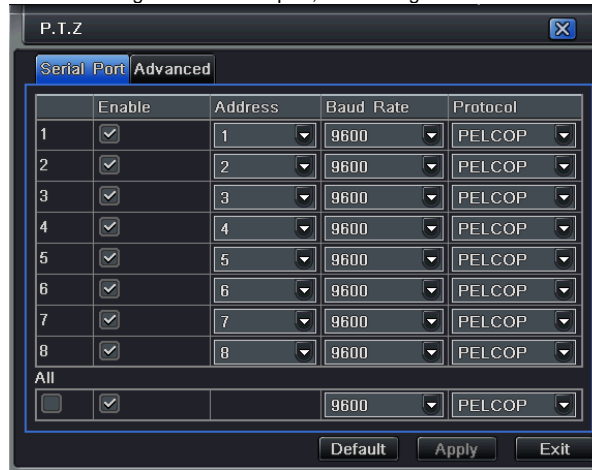 P.T.Z
Serial Port Advanced
Enable Address Baud Rate Protocol
1 1 9600 PELCOP
2 2 9600 PELCOP
3 3 9600 PELCOP
4 4 9600 PELCOP
5 5 9600 PELCOP
6 6 9600 PELCOP
7 7 9600 PELCOP
8 8 9600 PELCOP
All
9600 PELCOP
Default Apply Exit